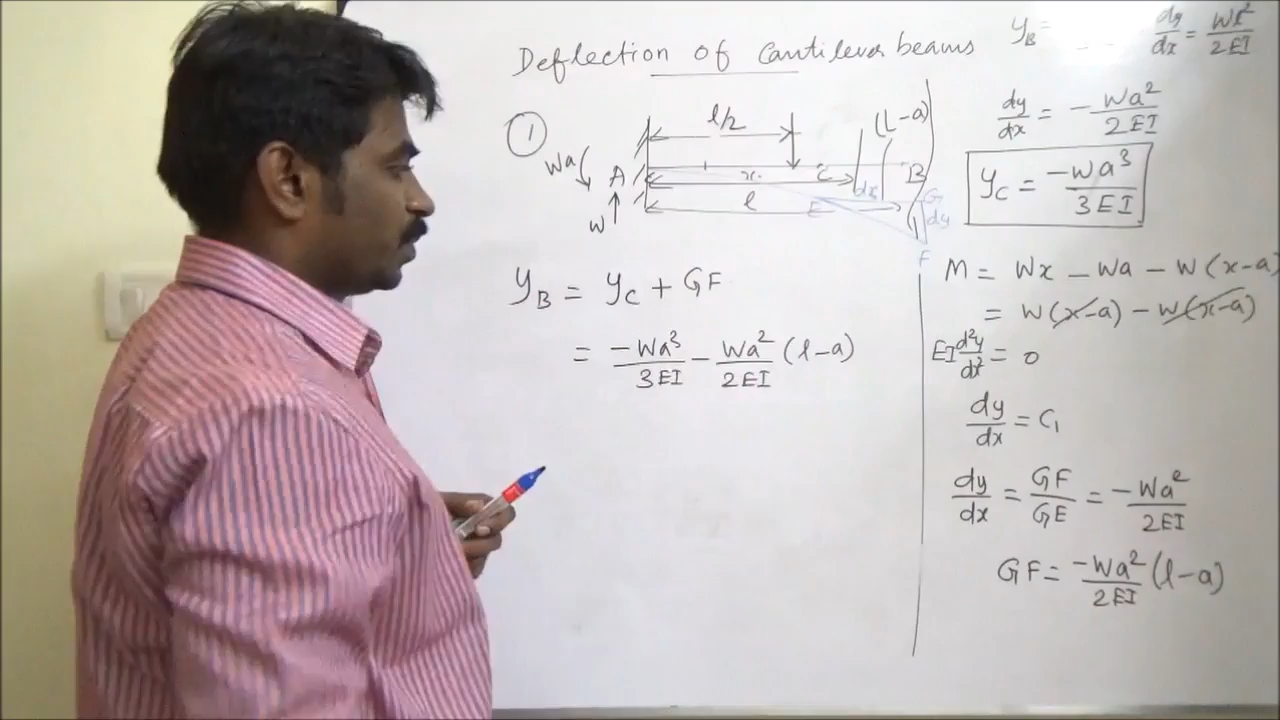 Deflection of Cantilever beams
y_B =
dy/dx = Wl²/2EI
1
l/2
(l-a)
Wa
A
x
C
B
dx
G
l
E
dy
W
F
dy/dx = -Wa²/2EI
y_C = -Wa³/3EI
y_B = y_C + GF
= -Wa³/3EI - Wa²/2EI (l-a)
M = Wx - Wa - W(x-a)
= W(x-a) - W(x-a)
EI d²y/dx² = 0
dy/dx = C₁
dy/dx = GF/GE = -Wa²/2EI
GF = -Wa²/2EI (l-a)